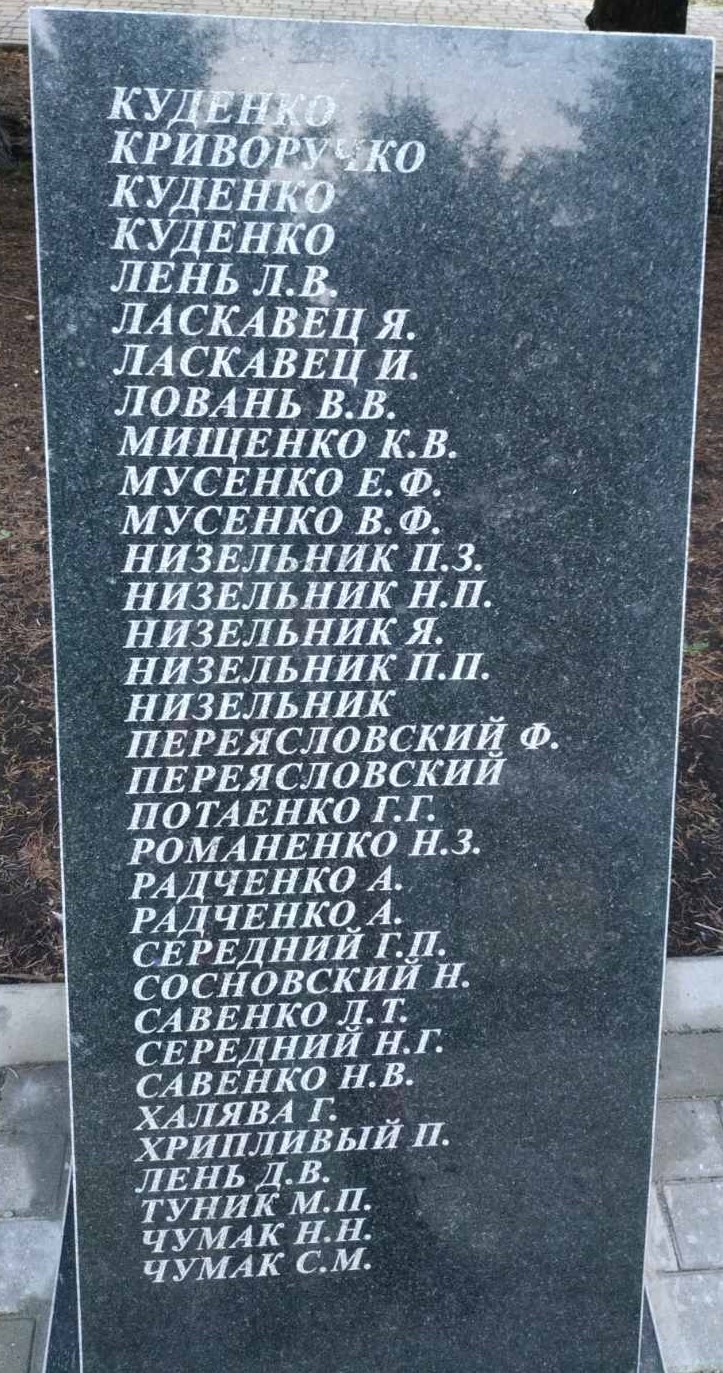 КУДЕНКО
КРИВОРУЧКО
КУДЕНКО
КУДЕНКО
ЛЕНЬ Л.В.
ЛАСКАВЕЦ Я.
ЛАСКАВЕЦ И.
ЛОВАНЬ В.В.
МИЩЕНКО К.В.
МУСЕНКО Е.Ф.
МУСЕНКО В.Ф.
НИЗЕЛЬНИК П.З.
НИЗЕЛЬНИК Н.П.
НИЗЕЛЬНИК Я.
НИЗЕЛЬНИК П.П.
НИЗЕЛЬНИК
ПЕРЕЯСЛОВСКИЙ Ф.
ПЕРЕЯСЛОВСКИЙ
ПОТАЕНКО Г.Г.
РОМАНЕНКО Н.З.
РАДЧЕНКО А.
РАДЧЕНКО А.
СЕРЕДНИЙ Г.П.
СОСНОВСКИЙ Н.
САВЕНКО Л.Т.
СЕРЕДНИЙ Н.Г.
САВЕНКО Н.В.
ХАЛЯВА Г.
ХРИПЛИВЫЙ П.
ЛЕНЬ Д.В.
ТУНИК М.П.
ЧУМАК Н.Н.
ЧУМАК С.М.